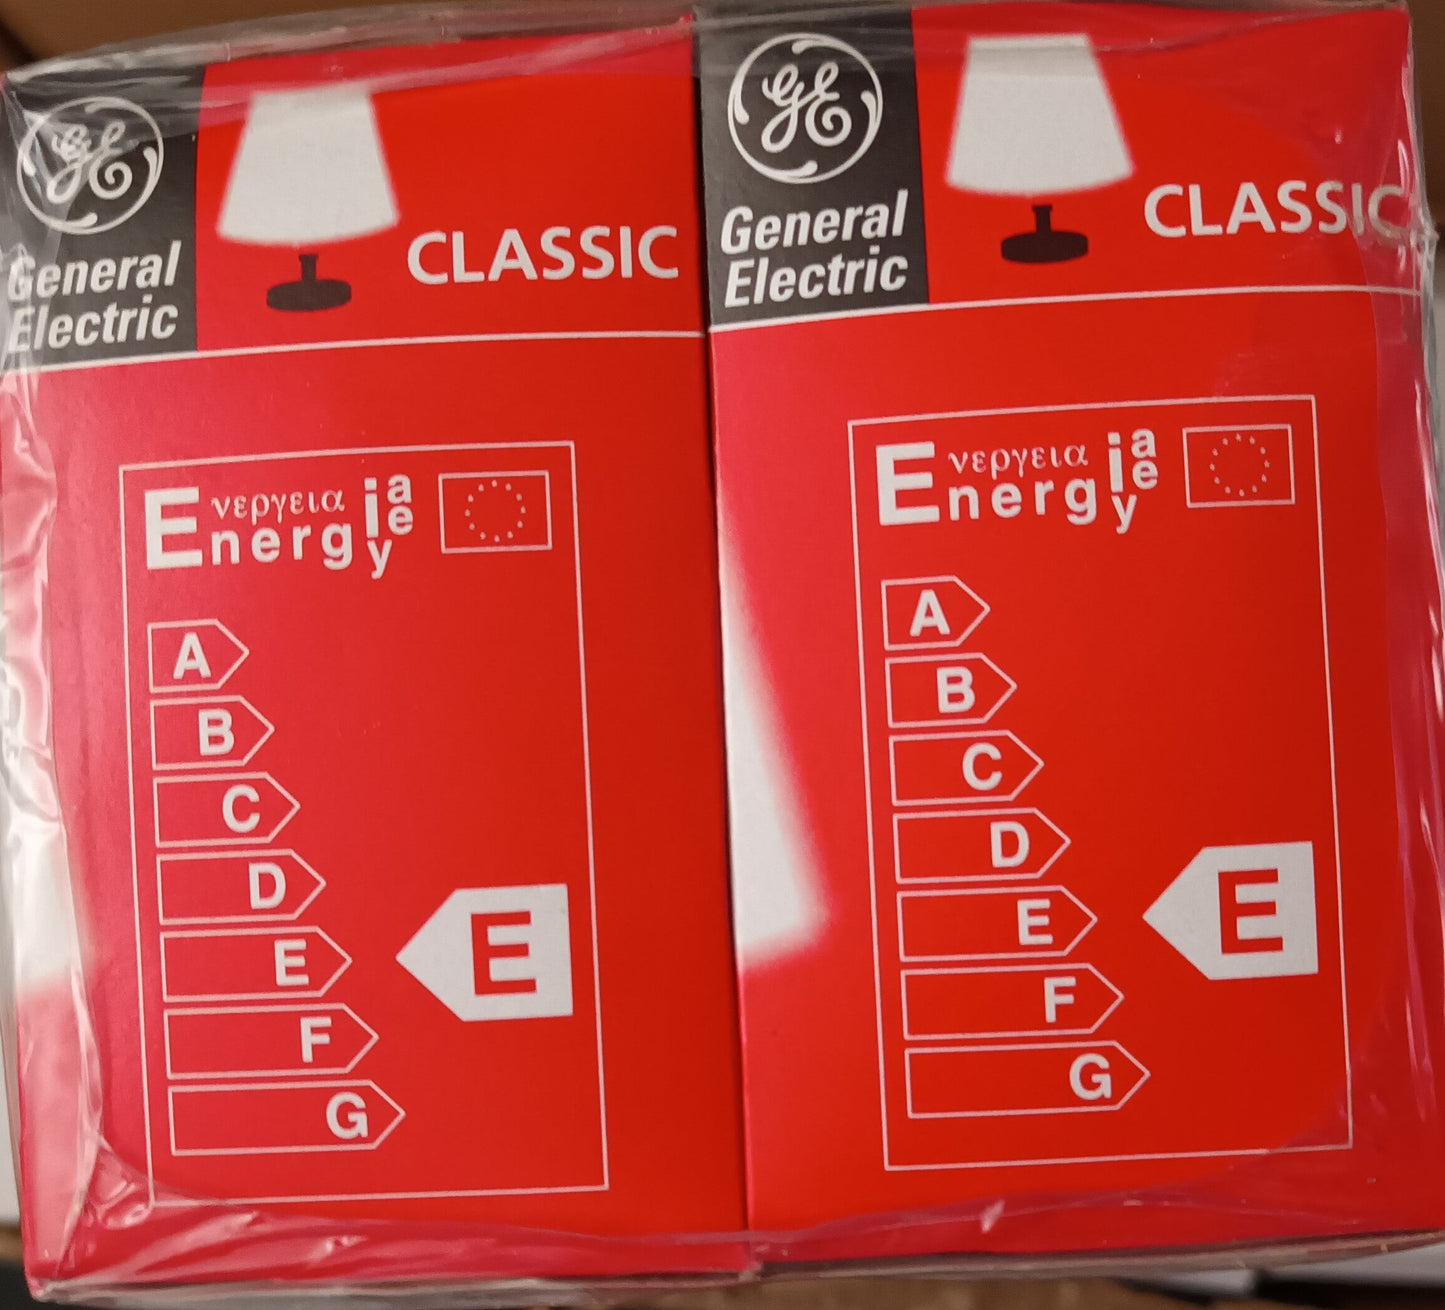 GE
General
Electric
CLASSIC
Ενεργεια
Energia
Energie
Energy
A
B
C
D
E
F
G
E
GE
General
Electric
CLASSIC
Ενεργεια
Energia
Energie
Energy
A
B
C
D
E
F
G
E